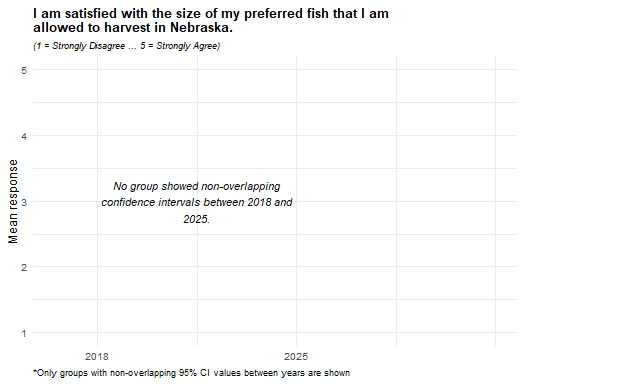 I am satisfied with the size of my preferred fish that I am
allowed to harvest in Nebraska.
(1 = Strongly Disagree ... 5 = Strongly Agree)
5
4
3
2
1
Mean response
No group showed non-overlapping
confidence intervals between 2018 and
2025.
2018
2025
*Only groups with non-overlapping 95% CI values between years are shown